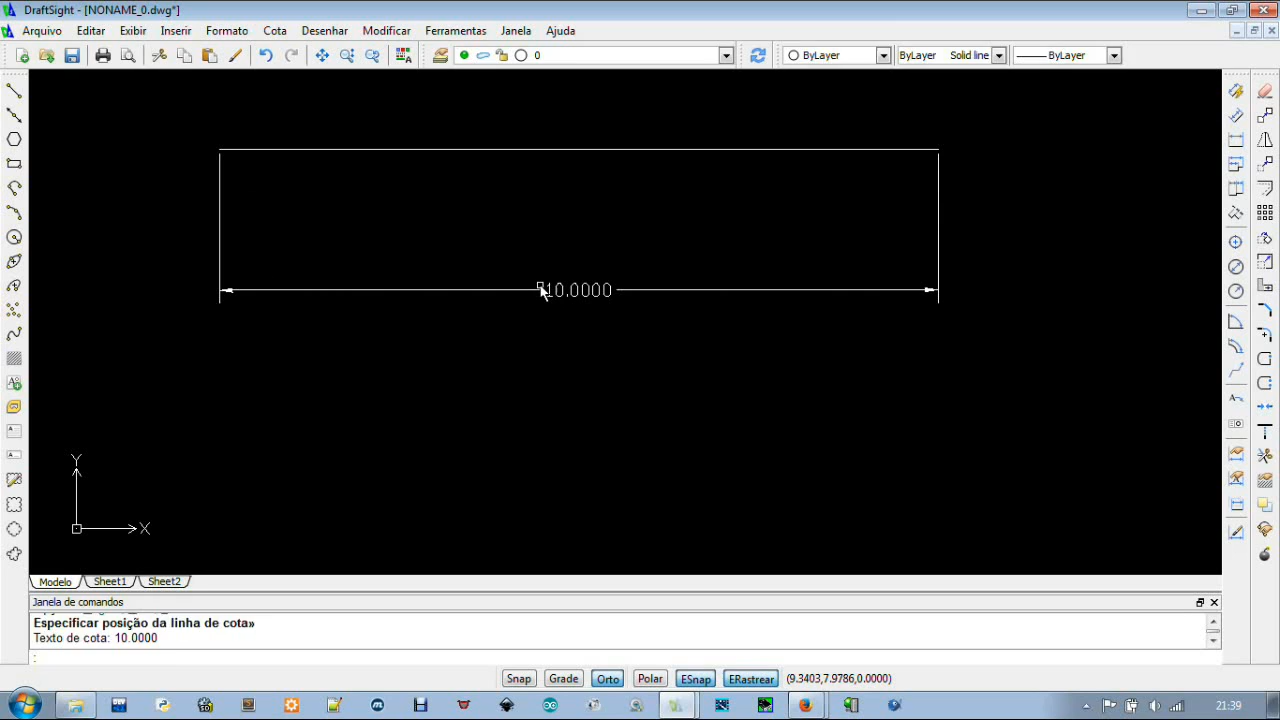 DraftSight - [NONAME_0.dwg*]
Arquivo Editar Exibir Inserir Formato Cota Desenhar Modificar Ferramentas Janela Ajuda
0 ByLayer ByLayer Solid line ByLayer
10.0000
Y
X
Modelo Sheet1 Sheet2
Janela de comandos
Especificar posição da linha de cota»
Texto de cota: 10.0000
:
Snap Grade Orto Polar ESnap ERastrear (9.3403,7.9786,0.0000)
21:39